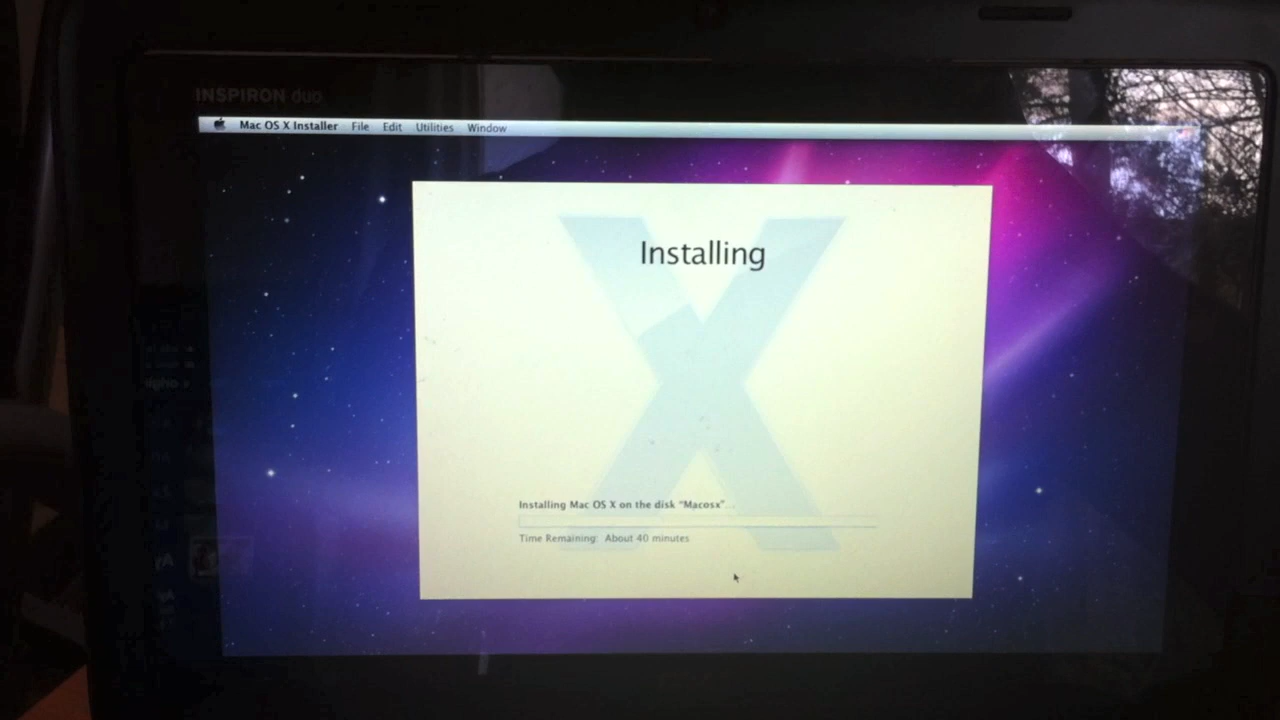 INSPIRON duo
Mac OS X Installer File Edit Utilities Window
Installing
Installing Mac OS X on the disk "Macosx"...
Time Remaining: About 40 minutes